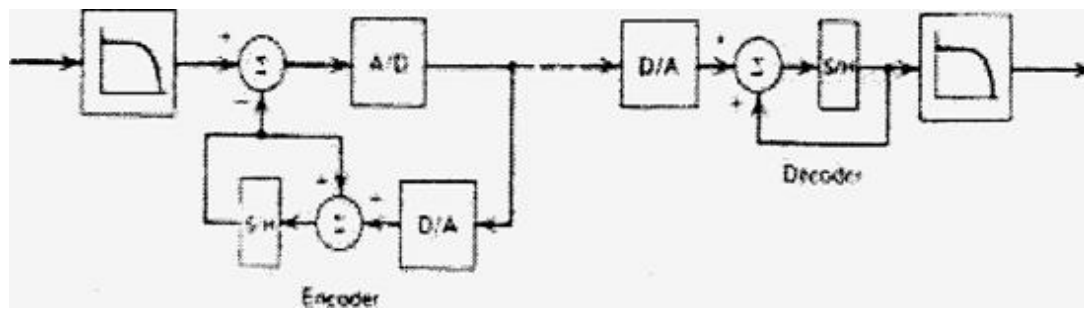 +
Σ
A/D
D/A
+
Σ
S/H
−
+
Decoder
+
+
S/H
Σ
D/A
Encoder